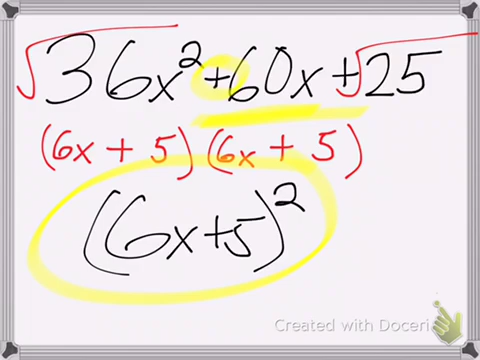 √36x² + 60x + √25
(6x + 5) (6x + 5)
(6x+5)²
Created with Doceri